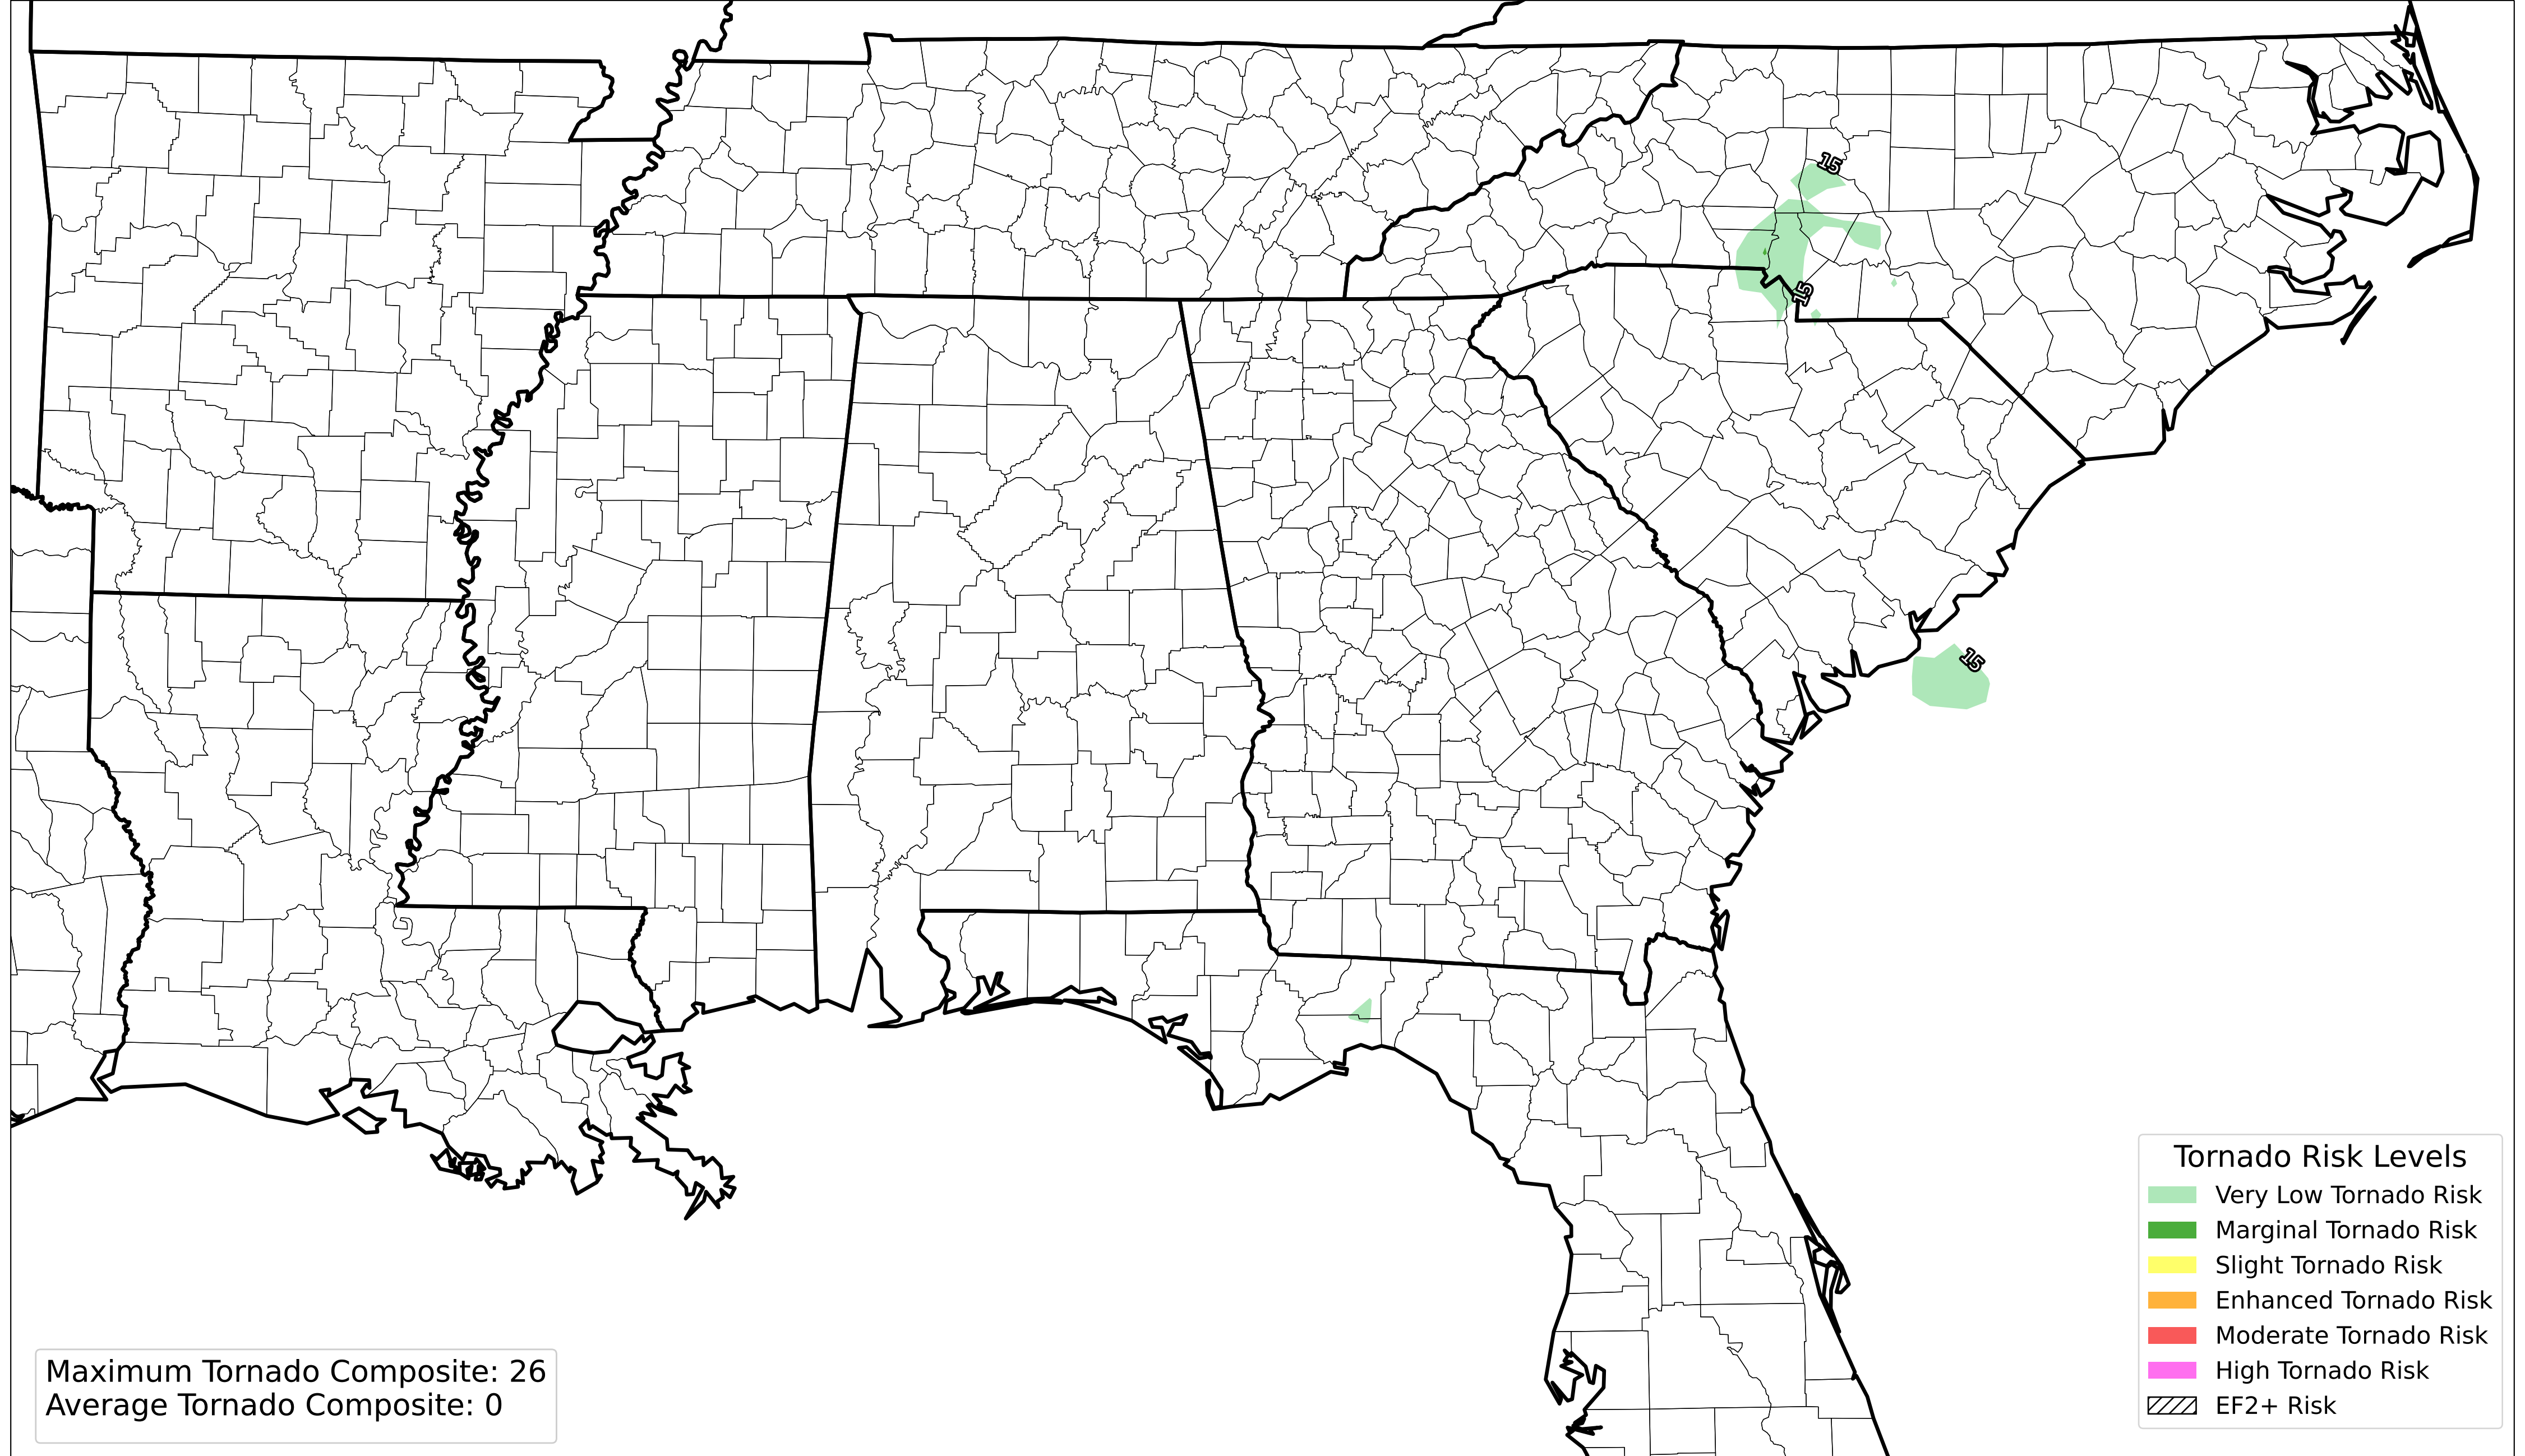 15
15
15
Tornado Risk Levels
Very Low Tornado Risk
Marginal Tornado Risk
Slight Tornado Risk
Enhanced Tornado Risk
Moderate Tornado Risk
High Tornado Risk
EF2+ Risk
Maximum Tornado Composite: 26
Average Tornado Composite: 0